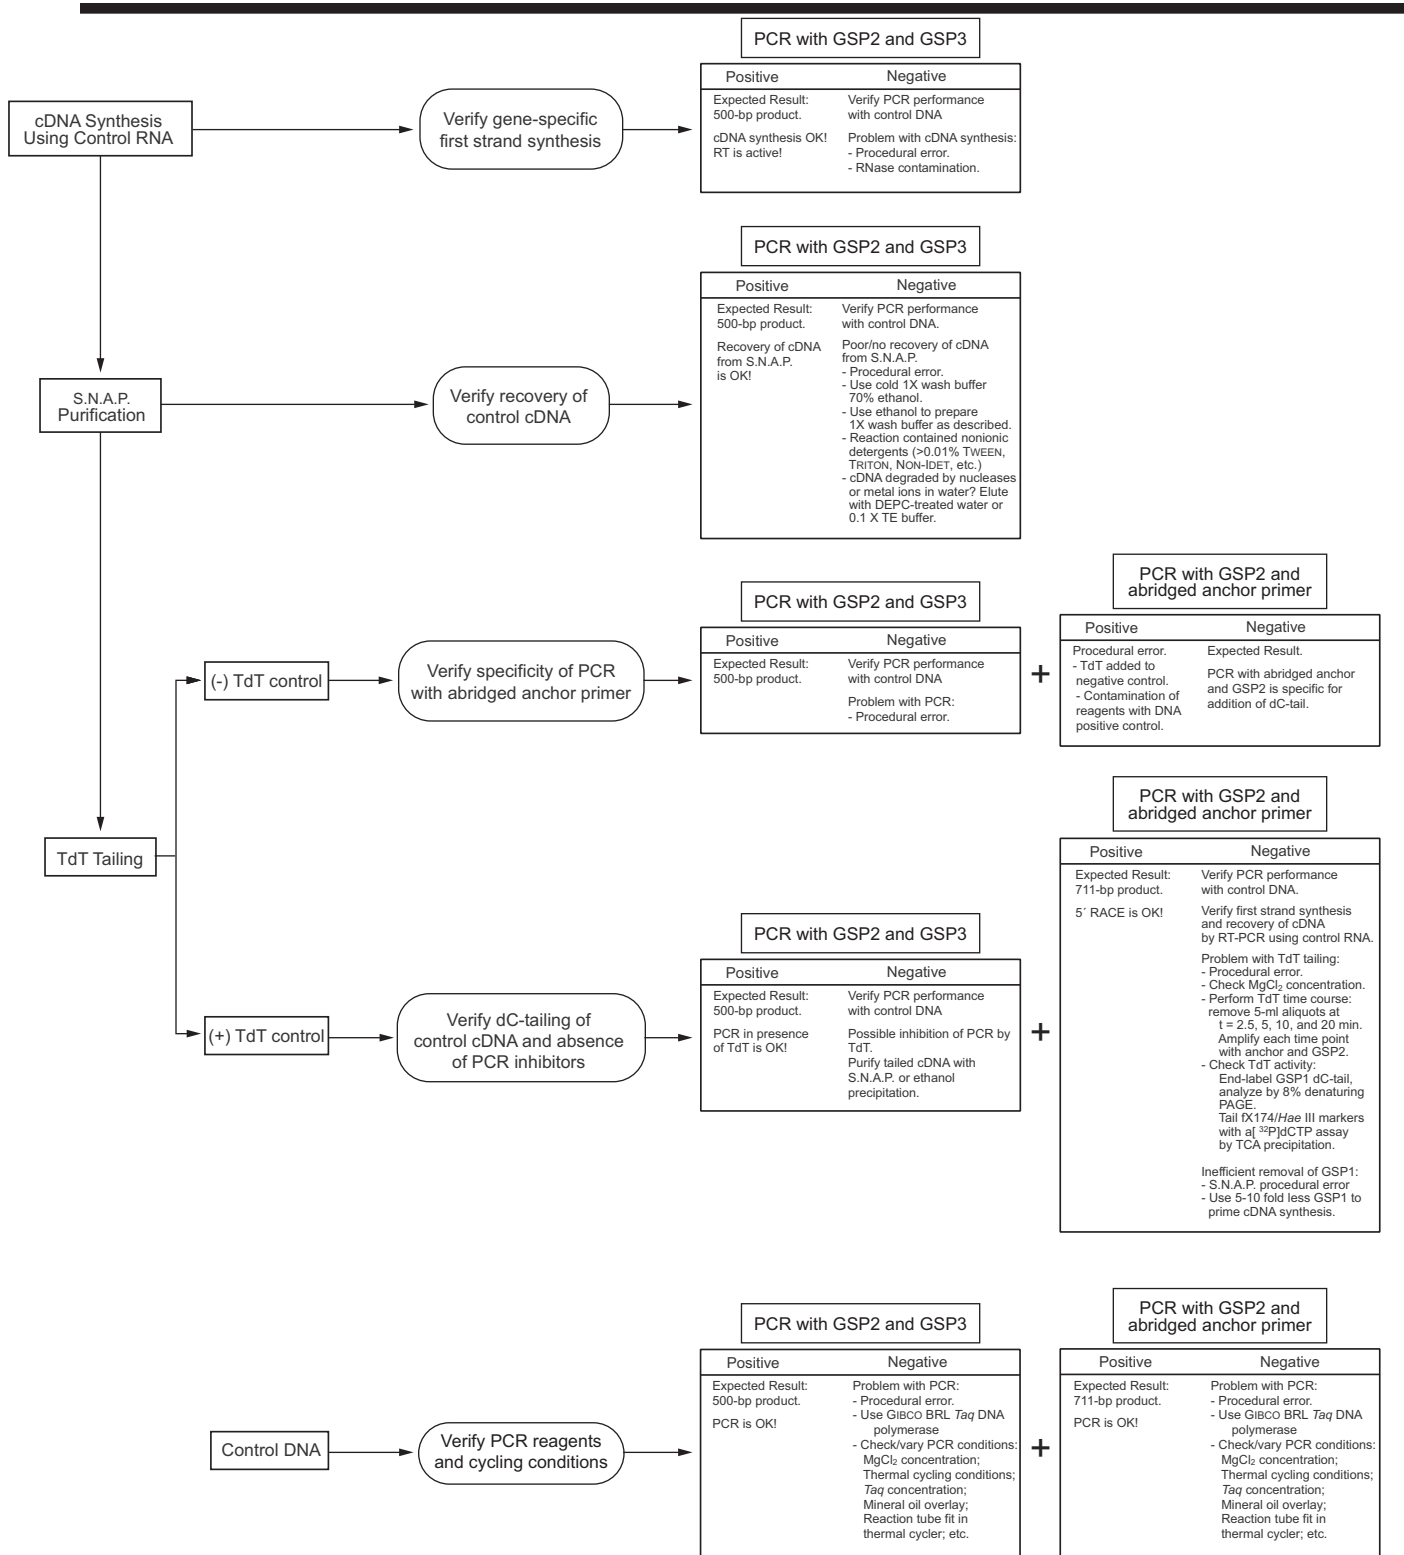 PCR with GSP2 and GSP3
Positive
Negative
cDNA Synthesis
Using Control RNA
Verify gene-specific
first strand synthesis
Expected Result:
500-bp product.
cDNA synthesis OK!
RT is active!
Verify PCR performance
with control DNA
Problem with cDNA synthesis:
- Procedural error.
- RNase contamination.
PCR with GSP2 and GSP3
Positive
Negative
S.N.A.P.
Purification
Verify recovery of
control cDNA
Expected Result:
500-bp product.
Recovery of cDNA
from S.N.A.P.
is OK!
Verify PCR performance
with control DNA.
Poor/no recovery of cDNA
from S.N.A.P.
- Procedural error.
- Use cold 1X wash buffer
70% ethanol.
- Use ethanol to prepare
1X wash buffer as described.
- Reaction contained nonionic
detergents (>0.01% TWEEN,
TRITON, NON-IDET, etc.)
- cDNA degraded by nucleases
or metal ions in water? Elute
with DEPC-treated water or
0.1 X TE buffer.
TdT Tailing
(-) TdT control
Verify specificity of PCR
with abridged anchor primer
PCR with GSP2 and GSP3
Positive
Negative
Expected Result:
500-bp product.
Verify PCR performance
with control DNA
Problem with PCR:
- Procedural error.
+
PCR with GSP2 and
abridged anchor primer
Positive
Negative
Procedural error.
- TdT added to
negative control.
- Contamination of
reagents with DNA
positive control.
Expected Result.
PCR with abridged anchor
and GSP2 is specific for
addition of dC-tail.
(+) TdT control
Verify dC-tailing of
control cDNA and absence
of PCR inhibitors
PCR with GSP2 and GSP3
Positive
Negative
Expected Result:
500-bp product.
PCR in presence
of TdT is OK!
Verify PCR performance
with control DNA
Possible inhibition of PCR by
TdT.
Purify tailed cDNA with
S.N.A.P. or ethanol
precipitation.
+
PCR with GSP2 and
abridged anchor primer
Positive
Negative
Expected Result:
711-bp product.
5´ RACE is OK!
Verify PCR performance
with control DNA.
Verify first strand synthesis
and recovery of cDNA
by RT-PCR using control RNA.
Problem with TdT tailing:
- Procedural error.
- Check MgCl₂ concentration.
- Perform TdT time course:
remove 5-ml aliquots at
t = 2.5, 5, 10, and 20 min.
Amplify each time point
with anchor and GSP2.
- Check TdT activity:
End-label GSP1 dC-tail,
analyze by 8% denaturing
PAGE.
Tail fX174/Hae III markers
with a[ ³²P]dCTP assay
by TCA precipitation.
Inefficient removal of GSP1:
- S.N.A.P. procedural error
- Use 5-10 fold less GSP1 to
prime cDNA synthesis.
Control DNA
Verify PCR reagents
and cycling conditions
PCR with GSP2 and GSP3
Positive
Negative
Expected Result:
500-bp product.
PCR is OK!
Problem with PCR:
- Procedural error.
- Use GIBCO BRL Taq DNA
polymerase
- Check/vary PCR conditions:
MgCl₂ concentration;
Thermal cycling conditions;
Taq concentration;
Mineral oil overlay;
Reaction tube fit in
thermal cycler; etc.
+
PCR with GSP2 and
abridged anchor primer
Positive
Negative
Expected Result:
711-bp product.
PCR is OK!
Problem with PCR:
- Procedural error.
- Use GIBCO BRL Taq DNA
polymerase
- Check/vary PCR conditions:
MgCl₂ concentration;
Thermal cycling conditions;
Taq concentration;
Mineral oil overlay;
Reaction tube fit in
thermal cycler; etc.